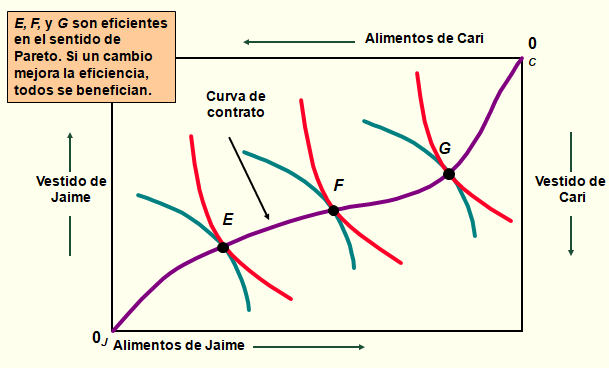 E, F, y G son eficientes
en el sentido de
Pareto. Si un cambio
mejora la eficiencia,
todos se benefician.
Alimentos de Cari
0
C
Curva de
contrato
G
F
E
Vestido de
Jaime
Vestido de
Cari
0J
Alimentos de Jaime